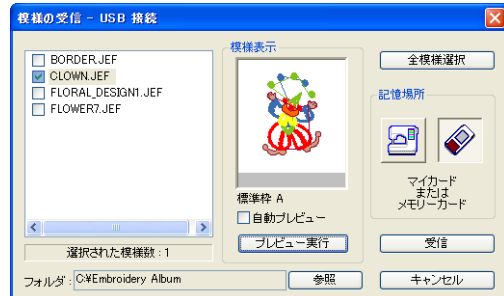 模様の受信 - USB 接続
BORDER.JEF
CLOWN.JEF
FLORAL_DESIGN1.JEF
FLOWER7.JEF
選択された模様数 : 1
模様表示
標準枠 A
自動プレビュー
プレビュー実行
全模様選択
記憶場所
マイカード
または
メモリーカード
受信
フォルダ : C:¥Embroidery Album
参照
キャンセル